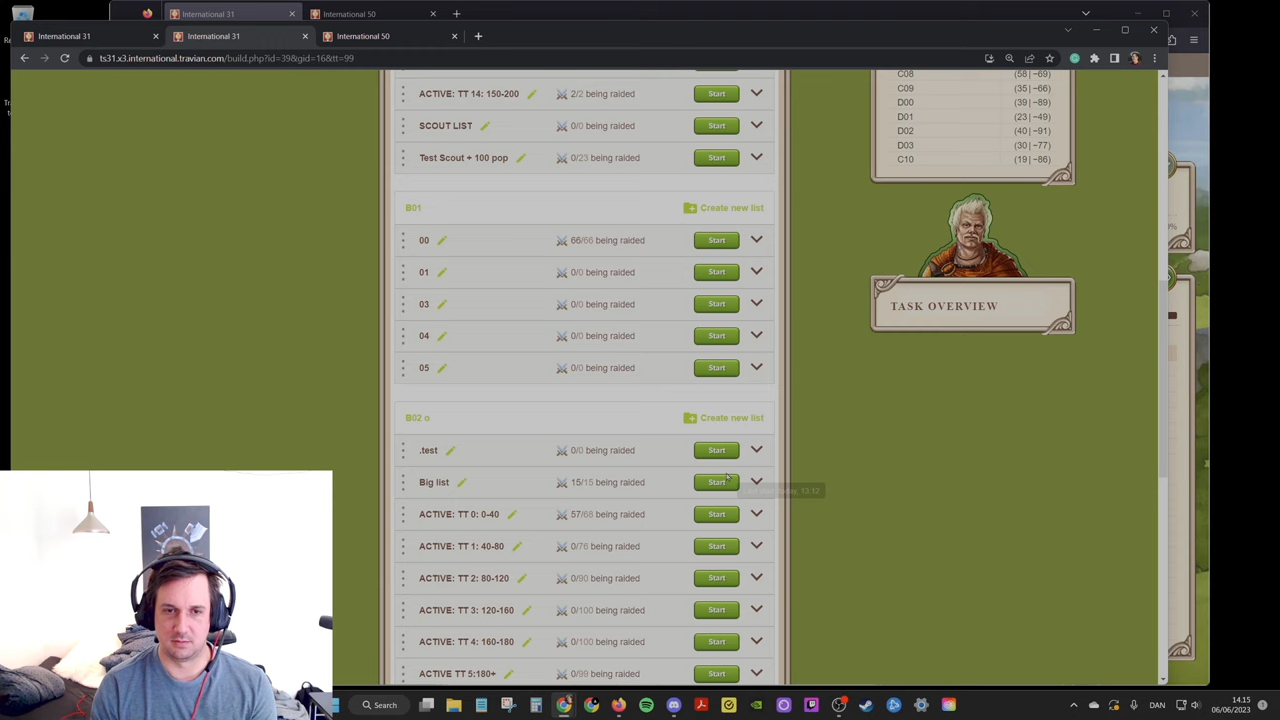 International 31
International 50
International 31
International 31
International 50
ts31.x3.international.travian.com/build.php?id=39&gid=16&tt=99
C08 (58|−69)
ACTIVE: TT 14: 150-200 2/2 being raided Start
C09 (35|−66)
D00 (39|−89)
SCOUT LIST 0/0 being raided Start
D01 (23|−49)
D02 (40|−91)
D03 (30|−77)
Test Scout + 100 pop 0/23 being raided Start
C10 (19|−86)
B01 Create new list
00 66/66 being raided Start
01 0/0 being raided Start
03 0/0 being raided Start
TASK OVERVIEW
04 0/0 being raided Start
05 0/0 being raided Start
B02 o Create new list
.test 0/0 being raided Start
Big list 15/15 being raided Start
today, 13:12
ACTIVE: TT 0: 0-40 57/68 being raided Start
ACTIVE: TT 1: 40-80 0/76 being raided Start
ACTIVE: TT 2: 80-120 0/90 being raided Start
ACTIVE: TT 3: 120-160 0/100 being raided Start
ACTIVE: TT 4: 160-180 0/100 being raided Start
ACTIVE TT 5:180+ 0/99 being raided Start
Search
DAN
14.15
06/06/2023